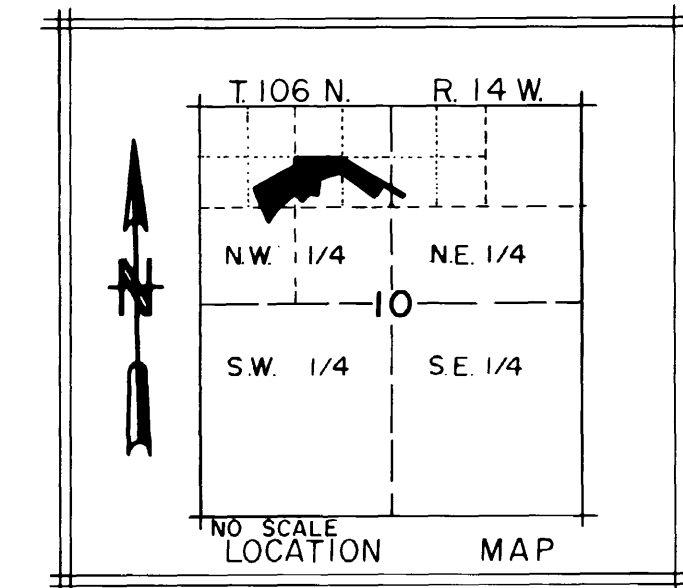 T. 106 N. R. 14 W.
N
N.W. 1/4 N.E. 1/4
10
S.W. 1/4 S.E. 1/4
NO SCALE
LOCATION MAP